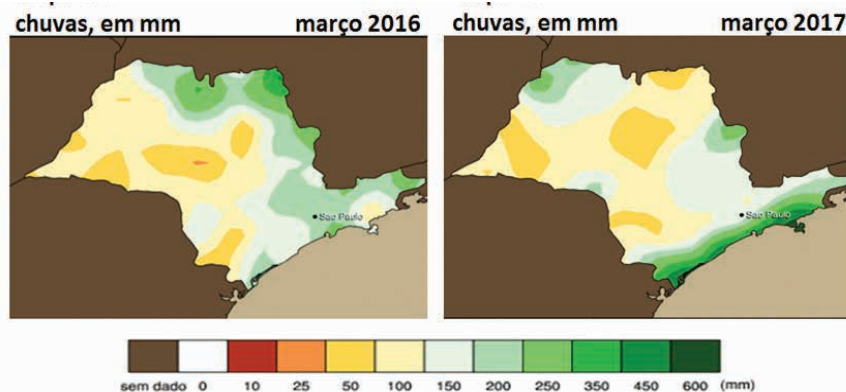 chuvas, em mm março 2016
chuvas, em mm março 2017
São Paulo
São Paulo
sem dado 0 10 25 50 100 150 200 250 350 450 600 (mm)